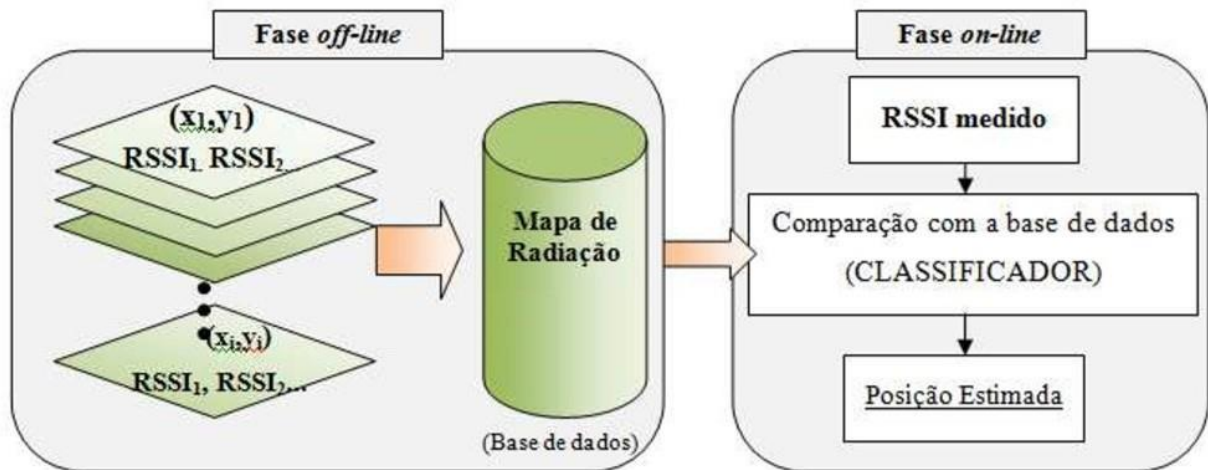 Fase off-line
(x₁,y₁)
RSSI₁ RSSI₂...
(xᵢ,yᵢ)
RSSI₁, RSSI₂...
Mapa de
Radiação
(Base de dados)
Fase on-line
RSSI medido
Comparação com a base de dados
(CLASSIFICADOR)
Posição Estimada